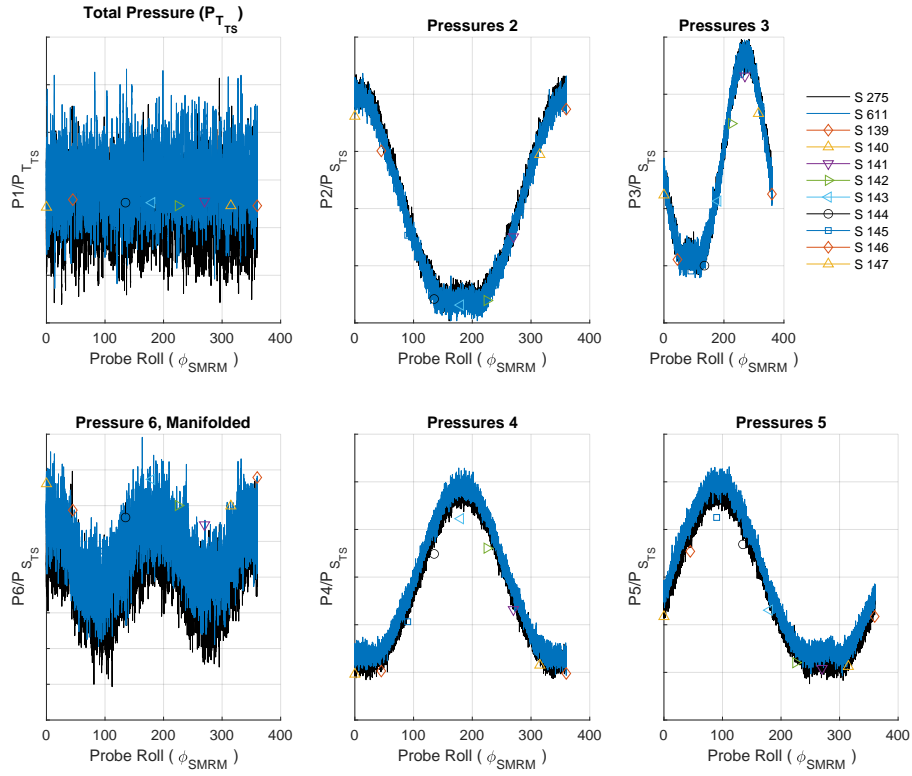 Total Pressure (P_T_TS)
P1/P_T_TS
0 100 200 300 400
Probe Roll ( ϕ_SMRM )
Pressures 2
P2/P_S_TS
0 100 200 300 400
Probe Roll ( ϕ_SMRM )
Pressures 3
P3/P_S_TS
0 200 400
Probe Roll ( ϕ_SMRM )
S 275
S 611
S 139
S 140
S 141
S 142
S 143
S 144
S 145
S 146
S 147
Pressure 6, Manifolded
P6/P_S_TS
0 100 200 300 400
Probe Roll ( ϕ_SMRM )
Pressures 4
P4/P_S_TS
0 100 200 300 400
Probe Roll ( ϕ_SMRM )
Pressures 5
P5/P_S_TS
0 100 200 300 400
Probe Roll ( ϕ_SMRM )